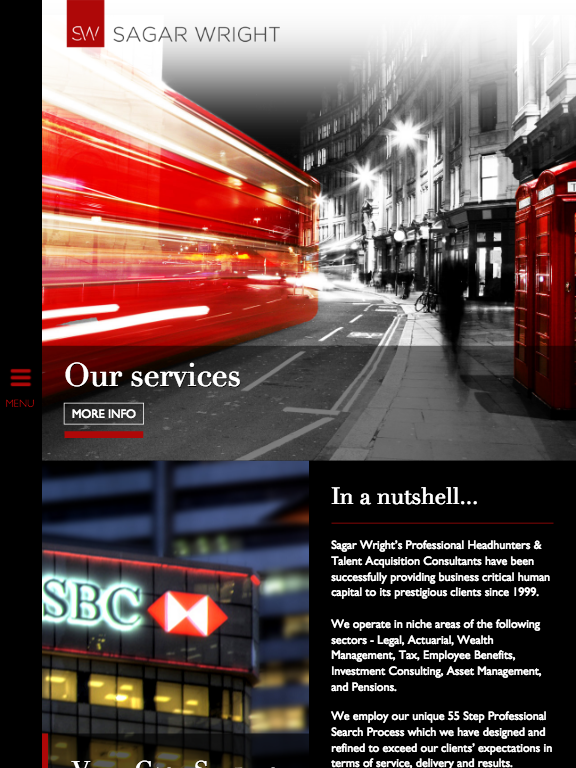 SW SAGAR WRIGHT
Our services
MENU
MORE INFO
In a nutshell...
Sagar Wright's Professional Headhunters &
Talent Acquisition Consultants have been
successfully providing business critical human
capital to its prestigious clients since 1999.
We operate in niche areas of the following
sectors - Legal, Actuarial, Wealth
Management, Tax, Employee Benefits,
Investment Consulting, Asset Management,
and Pensions.
We employ our unique 55 Step Professional
Search Process which we have designed and
refined to exceed our clients' expectations in
terms of service, delivery and results.
SBC